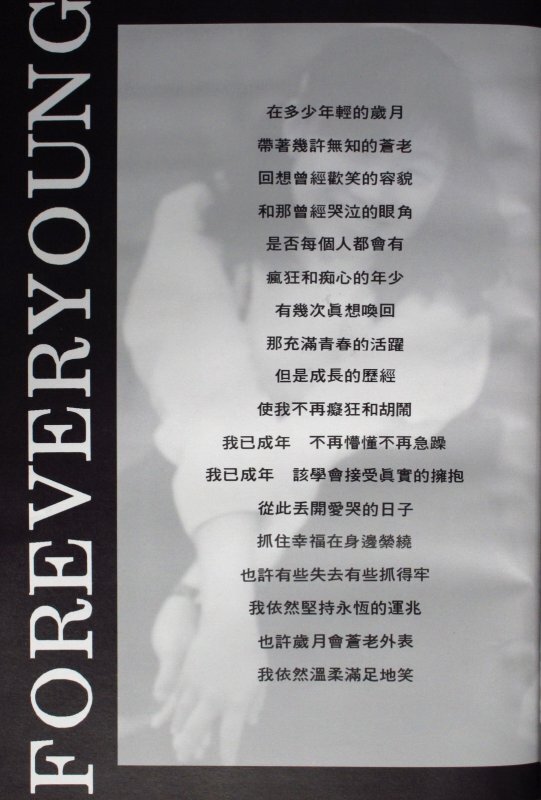 FOREVERYOUNG
在多少年輕的歲月
帶著幾許無知的蒼老
回想曾經歡笑的容貌
和那曾經哭泣的眼角
是否每個人都會有
瘋狂和痴心的年少
有幾次眞想喚回
那充滿青春的活躍
但是成長的歷經
使我不再癡狂和胡鬧
我已成年　不再懵懂不再急躁
我已成年　該學會接受眞實的擁抱
從此丟開愛哭的日子
抓住幸福在身邊縈繞
也許有些失去有些抓得牢
我依然堅持永恆的運兆
也許歲月會蒼老外表
我依然溫柔滿足地笑